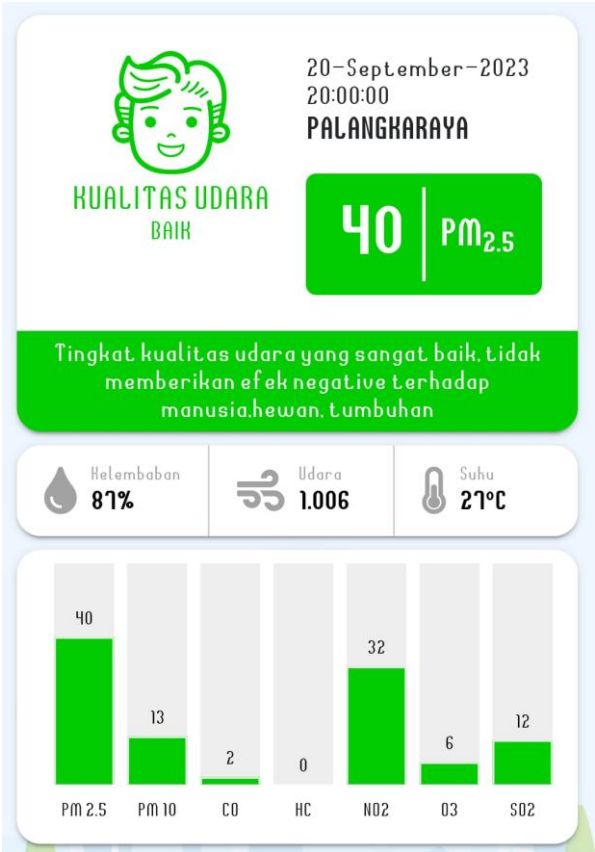 20-September-2023
20:00:00
PALANGKARAYA
KUALITAS UDARA
BAIK
40
PM2.5
Tingkat kualitas udara yang sangat baik, tidak
memberikan efek negative terhadap
manusia,hewan, tumbuhan
Kelembaban
87%
Udara
1.006
Suhu
27°C
40
13
2
0
32
6
12
PM 2.5
PM 10
CO
HC
NO2
O3
SO2